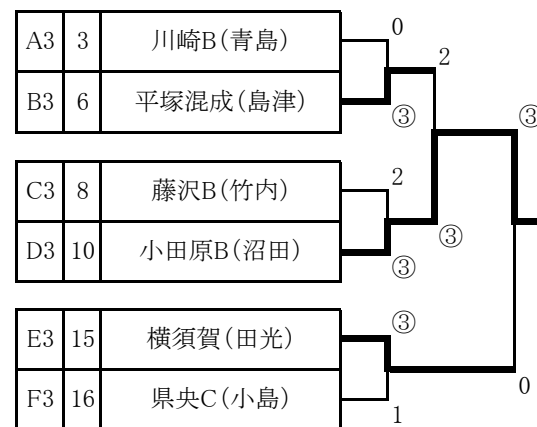 A3 3 川崎B(青島) 0
2
B3 6 平塚混成(島津) ③
③
C3 8 藤沢B(竹内) 2
D3 10 小田原B(沼田) ③
③
E3 15 横須賀(田光) ③
0
F3 16 県央C(小島) 1